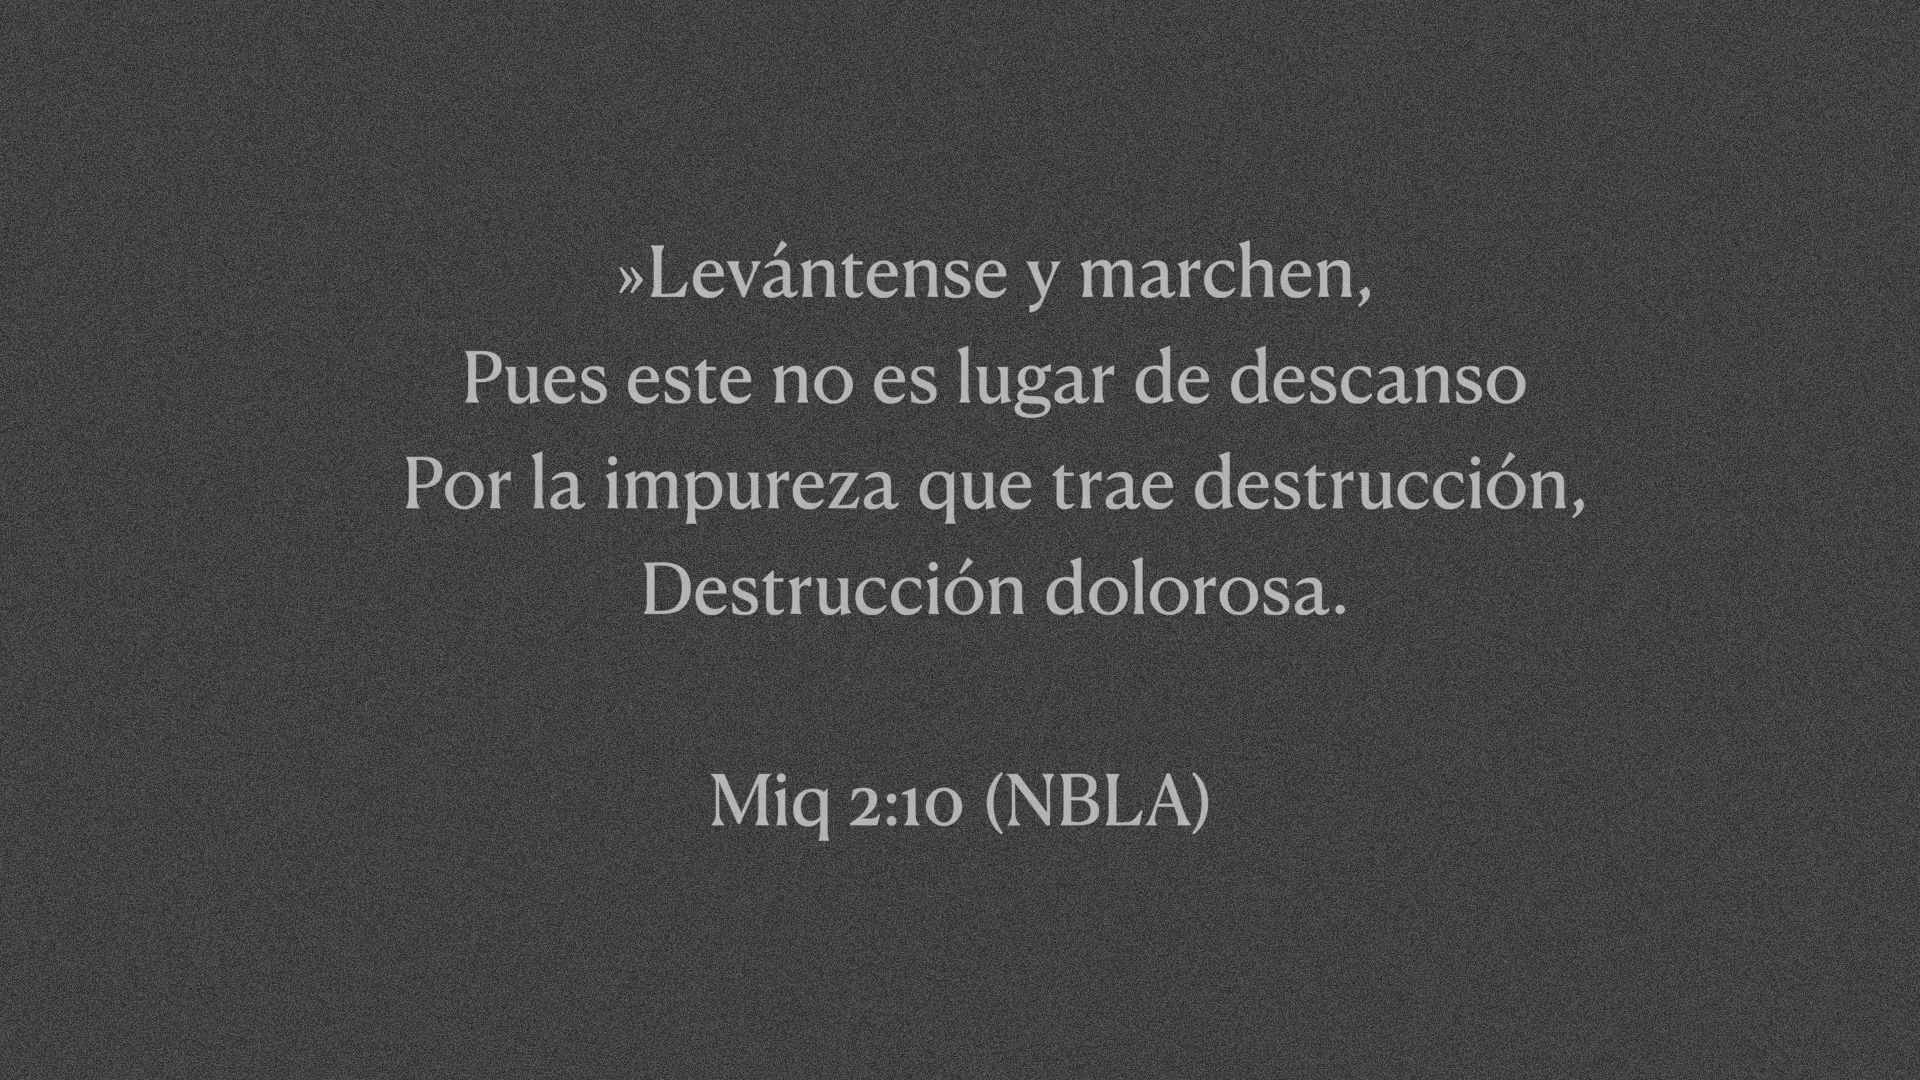 »Levántense y marchen,
Pues este no es lugar de descanso
Por la impureza que trae destrucción,
Destrucción dolorosa.
Miq 2:10 (NBLA)